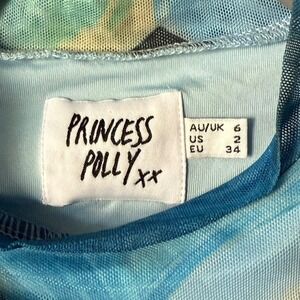 PRINCESS
POLLY xx
AU/UK 6
US 2
EU 34